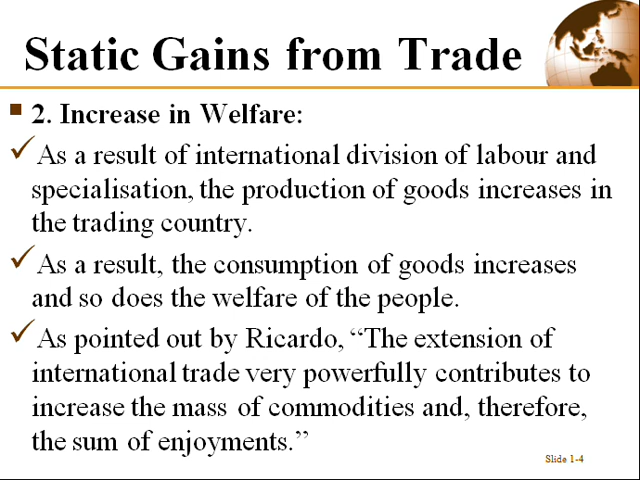 Static Gains from Trade
2. Increase in Welfare:
As a result of international division of labour and
specialisation, the production of goods increases in
the trading country.
As a result, the consumption of goods increases
and so does the welfare of the people.
As pointed out by Ricardo, “The extension of
international trade very powerfully contributes to
increase the mass of commodities and, therefore,
the sum of enjoyments.”
Slide 1-4